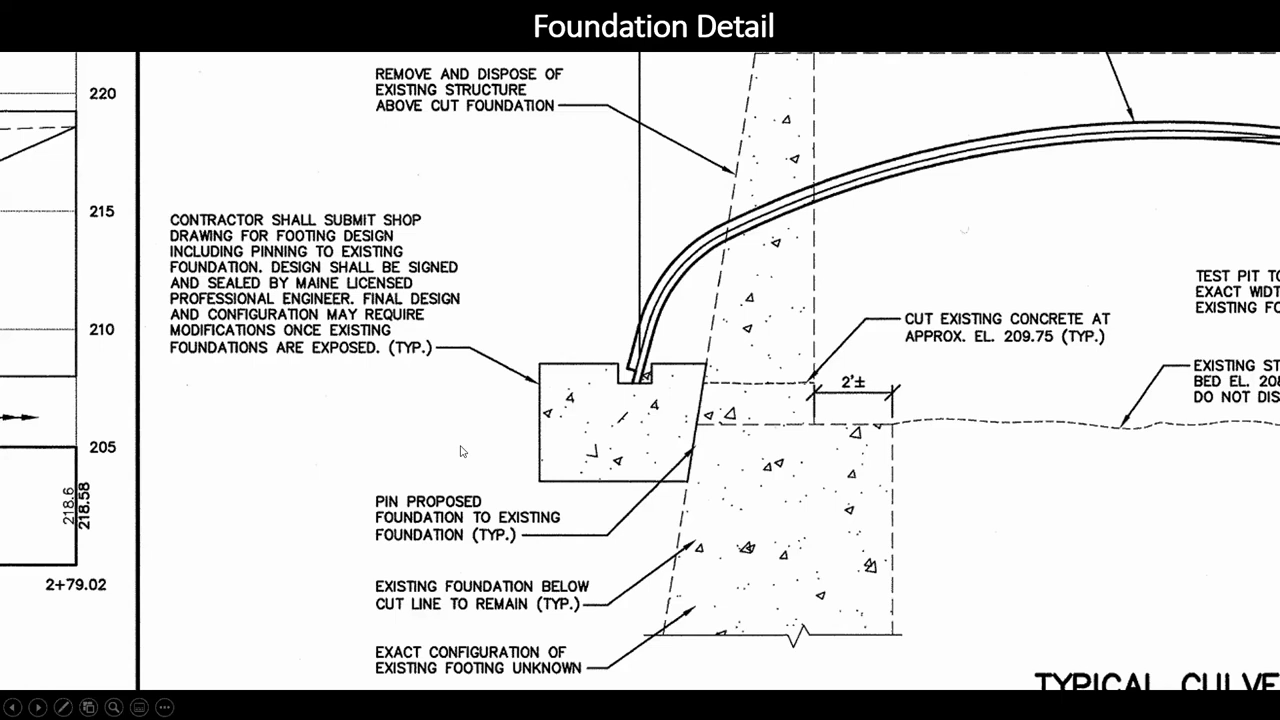 Foundation Detail
220
215
210
205
218.6
218.58
2+79.02
REMOVE AND DISPOSE OF
EXISTING STRUCTURE
ABOVE CUT FOUNDATION
CONTRACTOR SHALL SUBMIT SHOP
DRAWING FOR FOOTING DESIGN
INCLUDING PINNING TO EXISTING
FOUNDATION. DESIGN SHALL BE SIGNED
AND SEALED BY MAINE LICENSED
PROFESSIONAL ENGINEER. FINAL DESIGN
AND CONFIGURATION MAY REQUIRE
MODIFICATIONS ONCE EXISTING
FOUNDATIONS ARE EXPOSED. (TYP.)
TEST PIT TO
EXACT WIDT
EXISTING FO
CUT EXISTING CONCRETE AT
APPROX. EL. 209.75 (TYP.)
2'±
EXISTING ST
BED EL. 208
DO NOT DIS
PIN PROPOSED
FOUNDATION TO EXISTING
FOUNDATION (TYP.)
EXISTING FOUNDATION BELOW
CUT LINE TO REMAIN (TYP.)
EXACT CONFIGURATION OF
EXISTING FOOTING UNKNOWN
TYPICAL CULVE